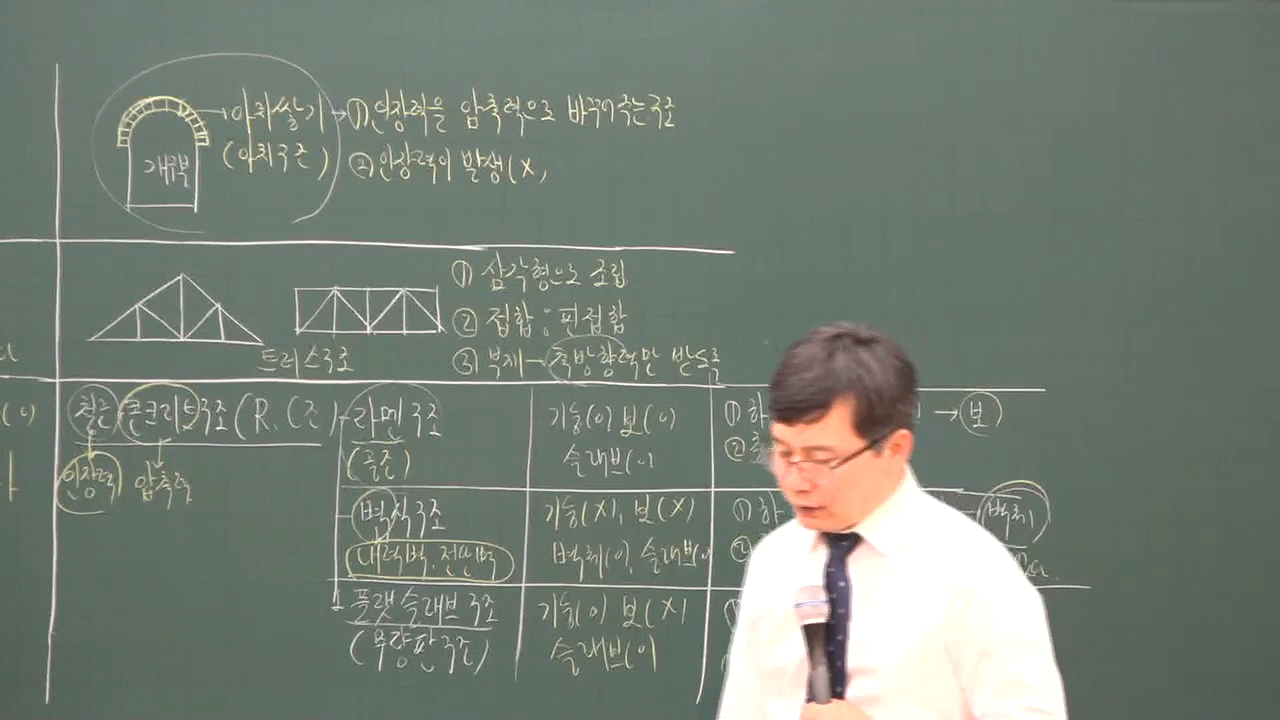 아치쌓기 → ① 인장력을 압축력으로 바꾸어주는 구조
(아치구조) ② 인장력이 발생(X)
개구부
① 삼각형으로 조립
② 접합 : 핀접합
③ 부재 → 축방향력만 받도록
트러스구조
철근 콘크리트구조(R.C조)
인장력 압축력
라멘구조
(골조)
기둥(O) 보(O)
슬래브(O)
① 하
→ 보
②
벽식구조
내력벽, 전단벽
기둥(X), 보(X)
벽체(O), 슬래브(O)
① 하
벽체
②
플랫 슬래브 구조
(무량판구조)
기둥(O) 보(X)
슬래브(O)